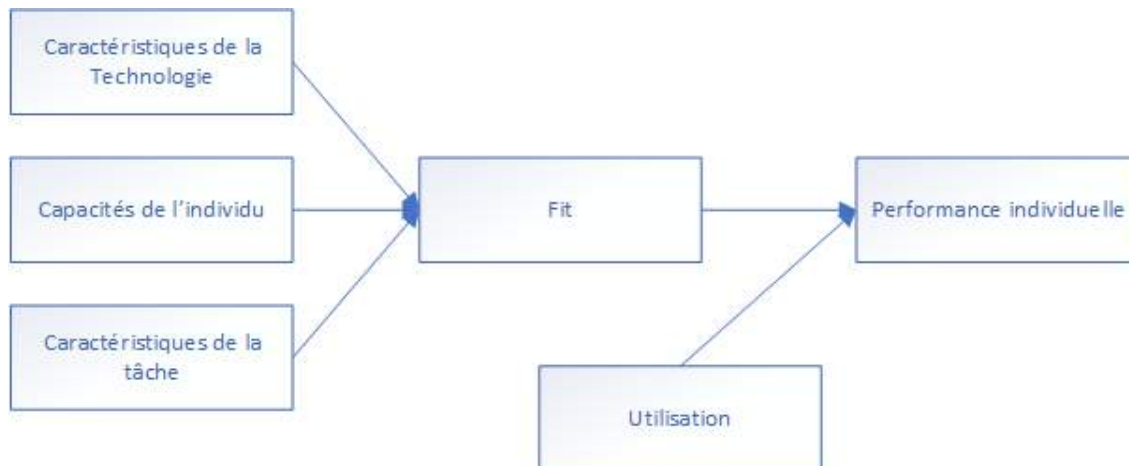 Caractéristiques de la
Technologie
Capacités de l'individu
Fit
Performance individuelle
Caractéristiques de la
tâche
Utilisation